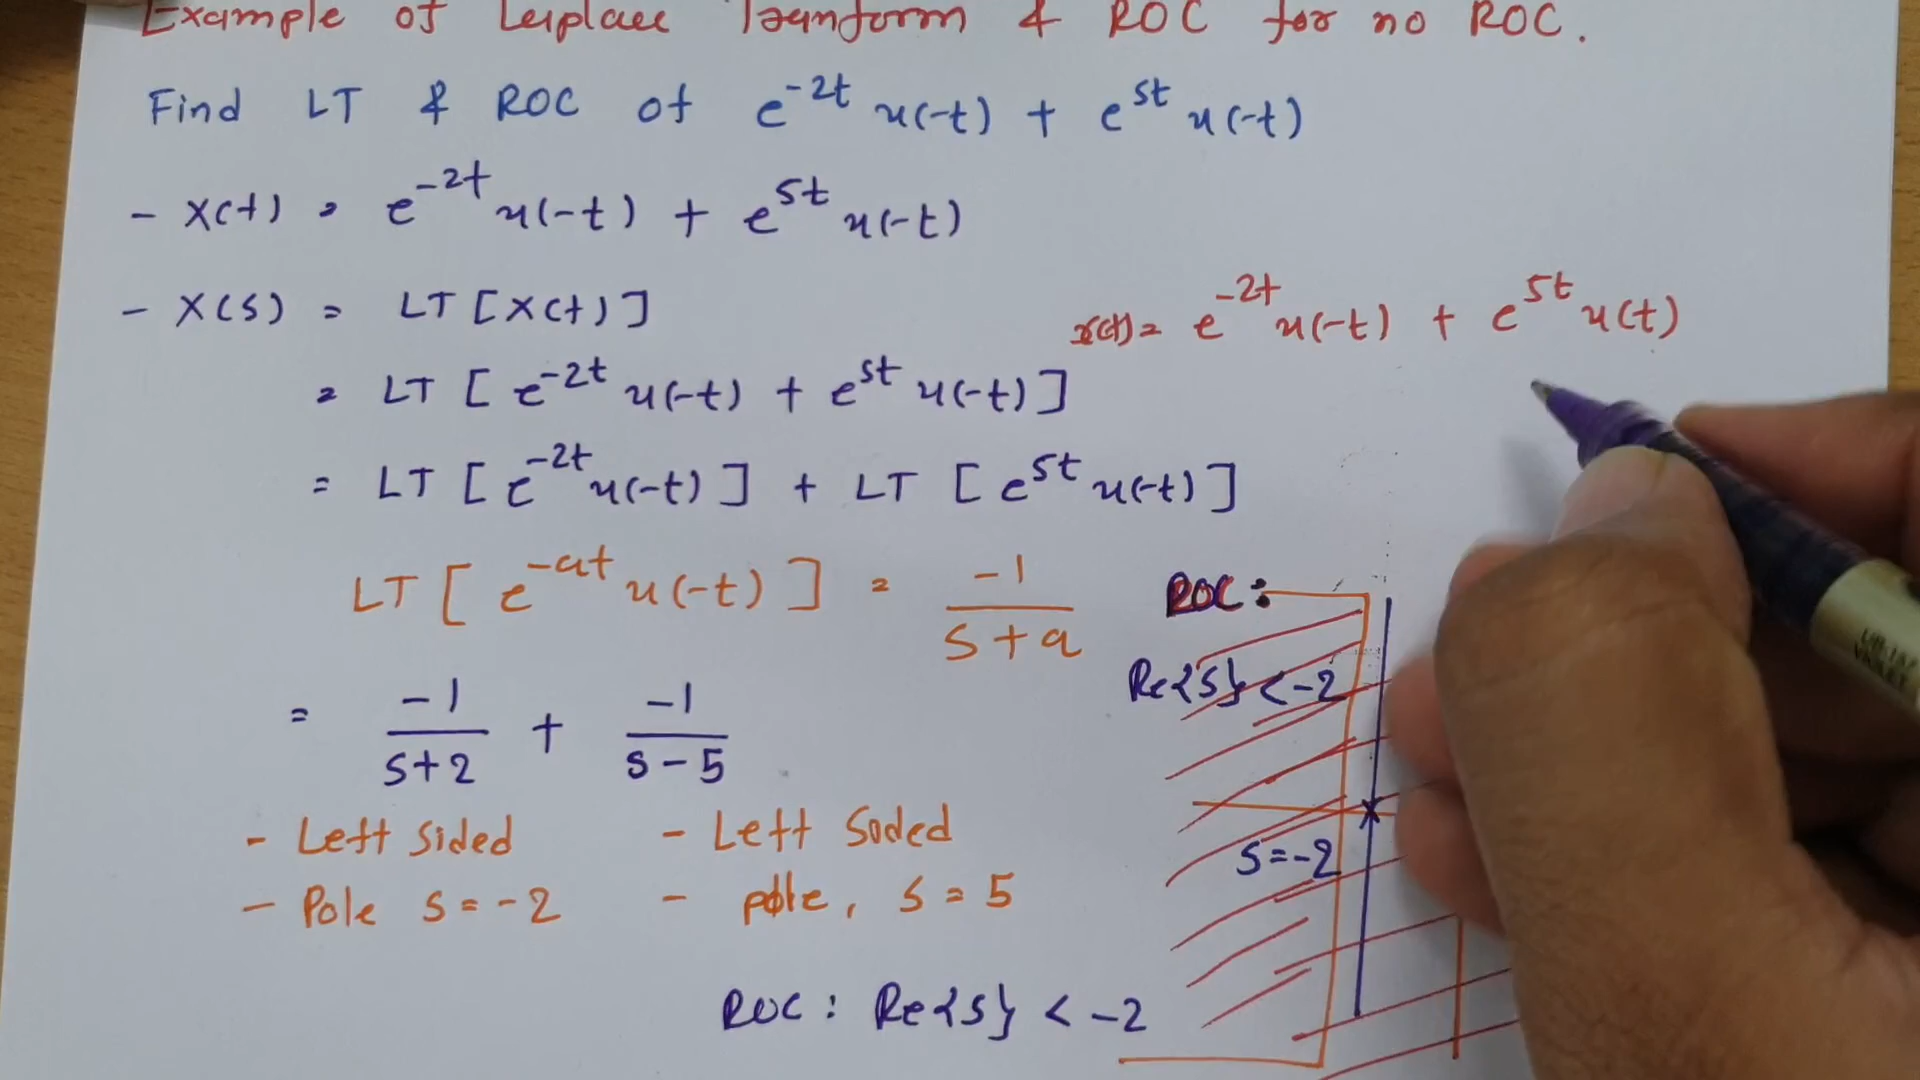 Example of Laplace Transform & ROC for no ROC.
Find LT & ROC of e^-2t u(-t) + e^5t u(-t)
- x(t) = e^-2t u(-t) + e^5t u(-t)
- X(s) = LT [x(t)]
x(t) = e^-2t u(-t) + e^5t u(t)
= LT [ e^-2t u(-t) + e^5t u(-t) ]
= LT [ e^-2t u(-t) ] + LT [ e^5t u(-t) ]
LT [ e^-at u(-t) ] = -1 / s+a
ROC :
Re{s} < -2
= -1 / s+2 + -1 / s-5
- Left Sided
- Left Soded
s = -2
- Pole s = -2
- pole, s = 5
ROC : Re{s} < -2